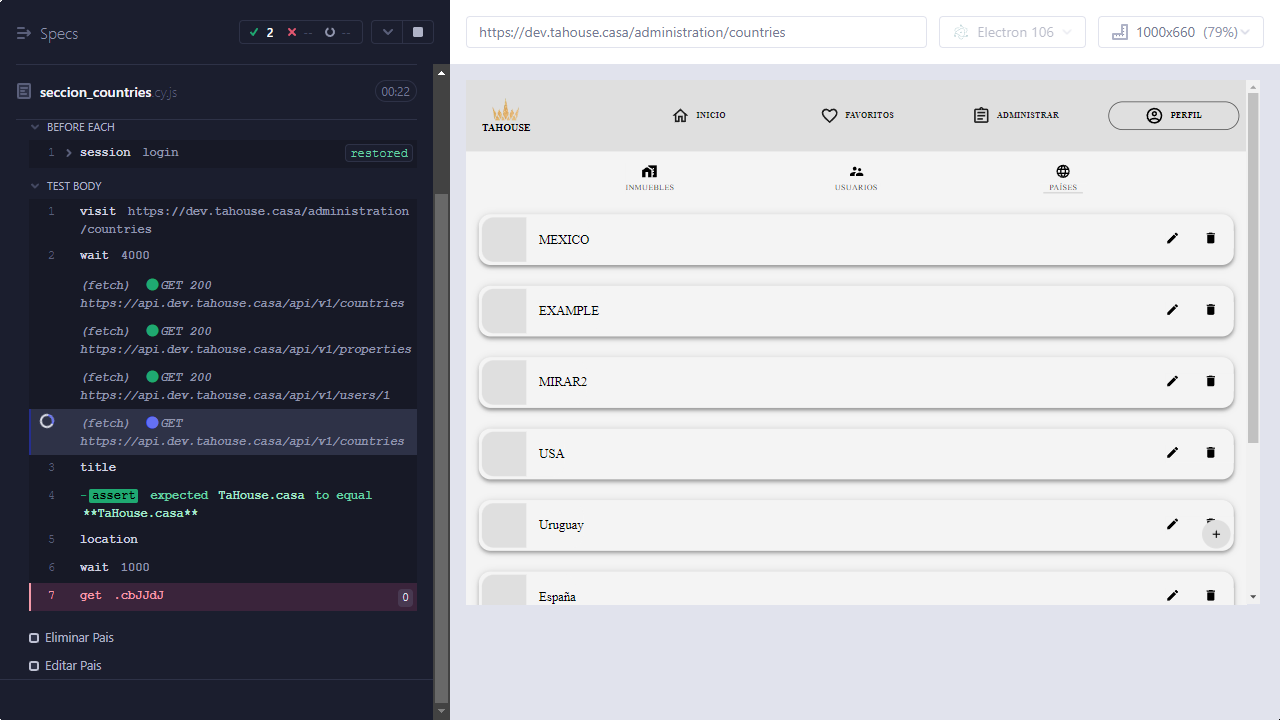 Specs
2 -- --
seccion_countries cy.js 00:22
BEFORE EACH
1 session login restored
TEST BODY
1 visit https://dev.tahouse.casa/administration
/countries
2 wait 4000
(fetch) GET 200
https://api.dev.tahouse.casa/api/v1/countries
(fetch) GET 200
https://api.dev.tahouse.casa/api/v1/properties
(fetch) GET 200
https://api.dev.tahouse.casa/api/v1/users/1
(fetch) GET
https://api.dev.tahouse.casa/api/v1/countries
3 title
4 -assert expected TaHouse.casa to equal
**TaHouse.casa**
5 location
6 wait 1000
7 get .cbJJdJ 0
Eliminar Pais
Editar Pais
https://dev.tahouse.casa/administration/countries Electron 106 1000x660 (79%)
TAHOUSE INICIO FAVORITOS ADMINISTRAR PERFIL
INMUEBLES USUARIOS PAÍSES
MEXICO
EXAMPLE
MIRAR2
USA
Uruguay
+
España